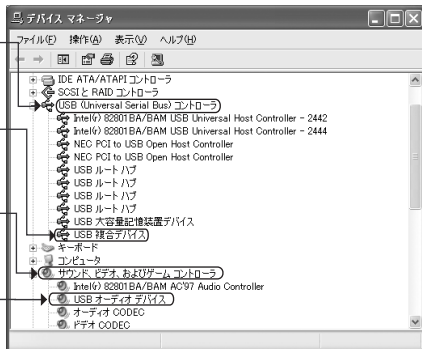 デバイス マネージャ
ファイル(F) 操作(A) 表示(V) ヘルプ(H)
IDE ATA/ATAPI コントローラ
SCSI と RAID コントローラ
USB (Universal Serial Bus) コントローラ
Intel(r) 82801BA/BAM USB Universal Host Controller - 2442
Intel(r) 82801BA/BAM USB Universal Host Controller - 2444
NEC PCI to USB Open Host Controller
NEC PCI to USB Open Host Controller
USB ルート ハブ
USB ルート ハブ
USB ルート ハブ
USB ルート ハブ
USB 大容量記憶装置デバイス
USB 複合デバイス
キーボード
コンピュータ
サウンド、ビデオ、およびゲーム コントローラ
Intel(r) 82801BA/BAM AC'97 Audio Controller
USB オーディオ デバイス
オーディオ CODEC
ビデオ CODEC